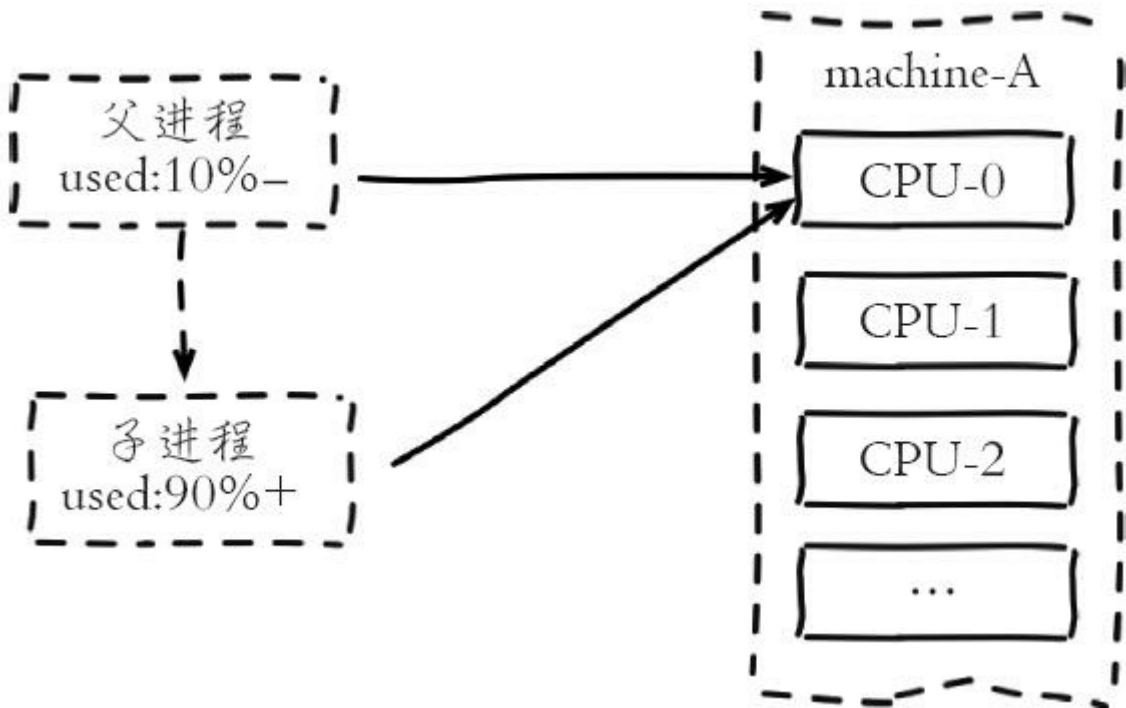 父进程
used:10%-
子进程
used:90%+
machine-A
CPU-0
CPU-1
CPU-2
...